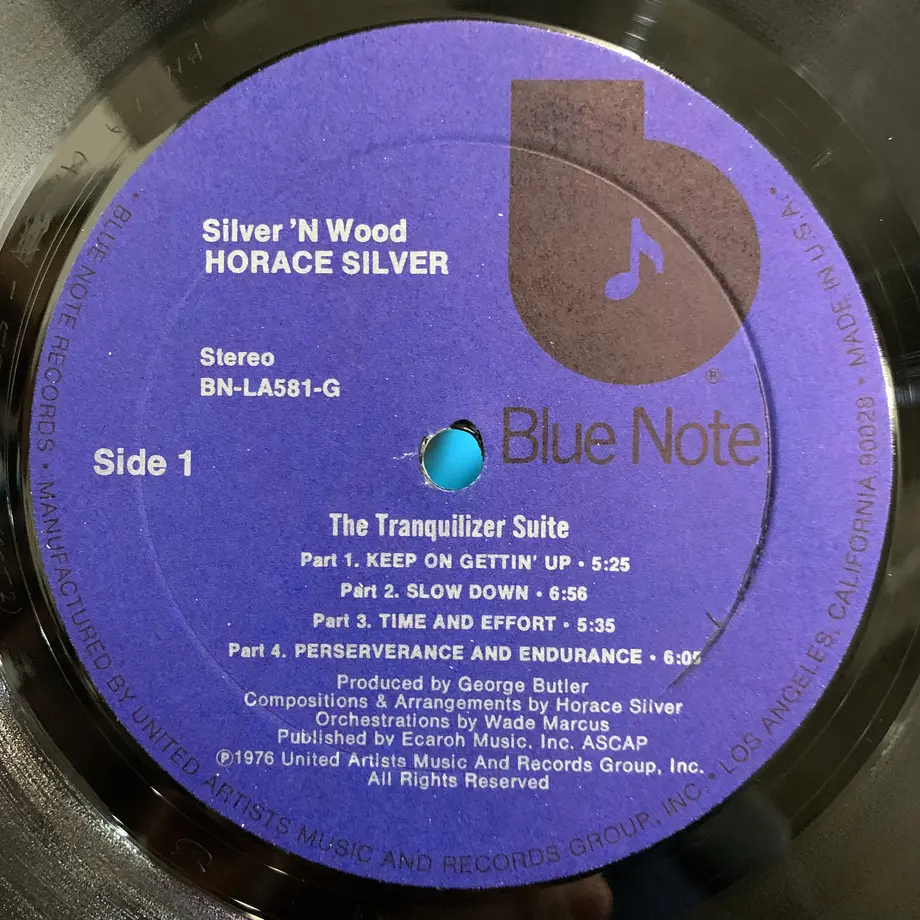 Silver 'N Wood
HORACE SILVER
Stereo
BN-LA581-G
Side 1
®
Blue Note
The Tranquilizer Suite
Part 1. KEEP ON GETTIN' UP • 5:25
Part 2. SLOW DOWN • 6:56
Part 3. TIME AND EFFORT • 5:35
Part 4. PERSERVERANCE AND ENDURANCE • 6:05
Produced by George Butler
Compositions & Arrangements by Horace Silver
Orchestrations by Wade Marcus
Published by Ecaroh Music, Inc. ASCAP
℗1976 United Artists Music And Records Group, Inc.
All Rights Reserved
• BLUE NOTE RECORDS • MANUFACTURED BY UNITED ARTISTS MUSIC AND RECORDS GROUP, INC. • LOS ANGELES, CALIFORNIA 90028 • MADE IN U.S.A. •